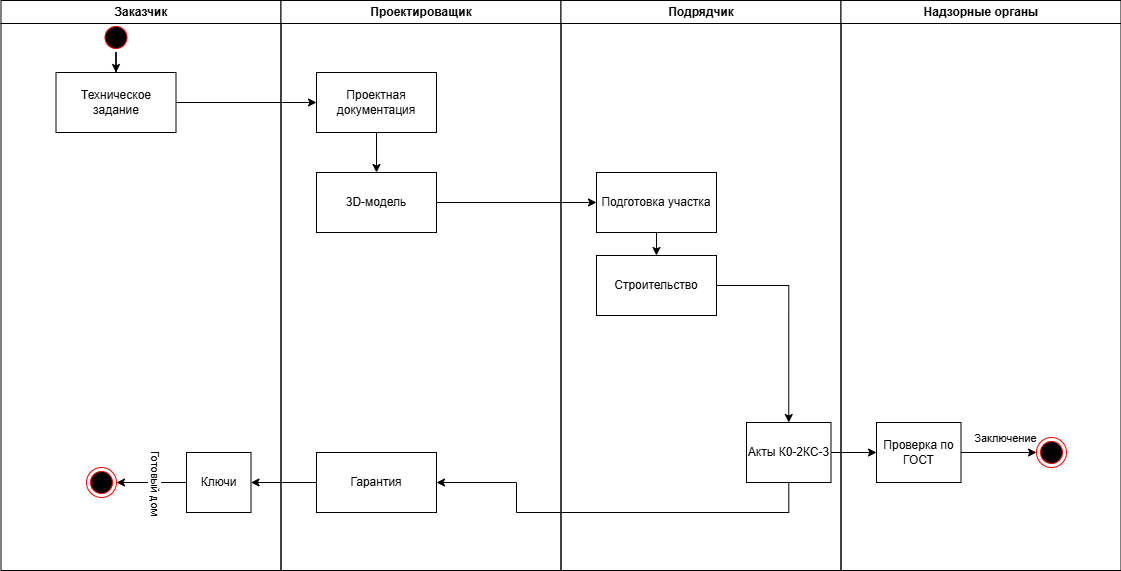 Заказчик
Проектироващик
Подрядчик
Надзорные органы
Техническое
задание
Проектная
документация
3D-модель
Подготовка участка
Строительство
Акты К0-2КС-3
Проверка по
ГОСТ
Заключение
Гарантия
Ключи
Готовый дом